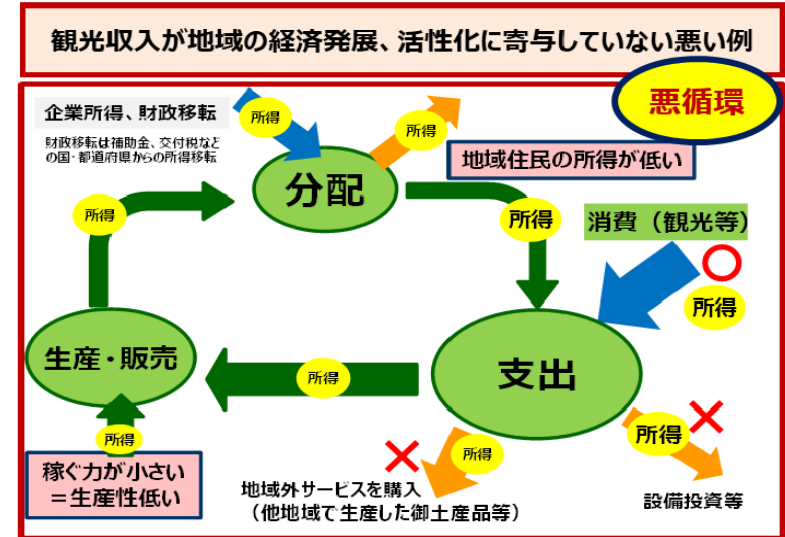 観光収入が地域の経済発展、活性化に寄与していない悪い例
悪循環
企業所得、財政移転
財政移転は補助金、交付税など
の国・都道府県からの所得移転
所得
所得
地域住民の所得が低い
分配
所得
所得
消費（観光等）
所得
生産・販売
所得
支出
所得
稼ぐ力が小さい
＝生産性低い
所得
所得
地域外サービスを購入
（他地域で生産した御土産品等）
設備投資等